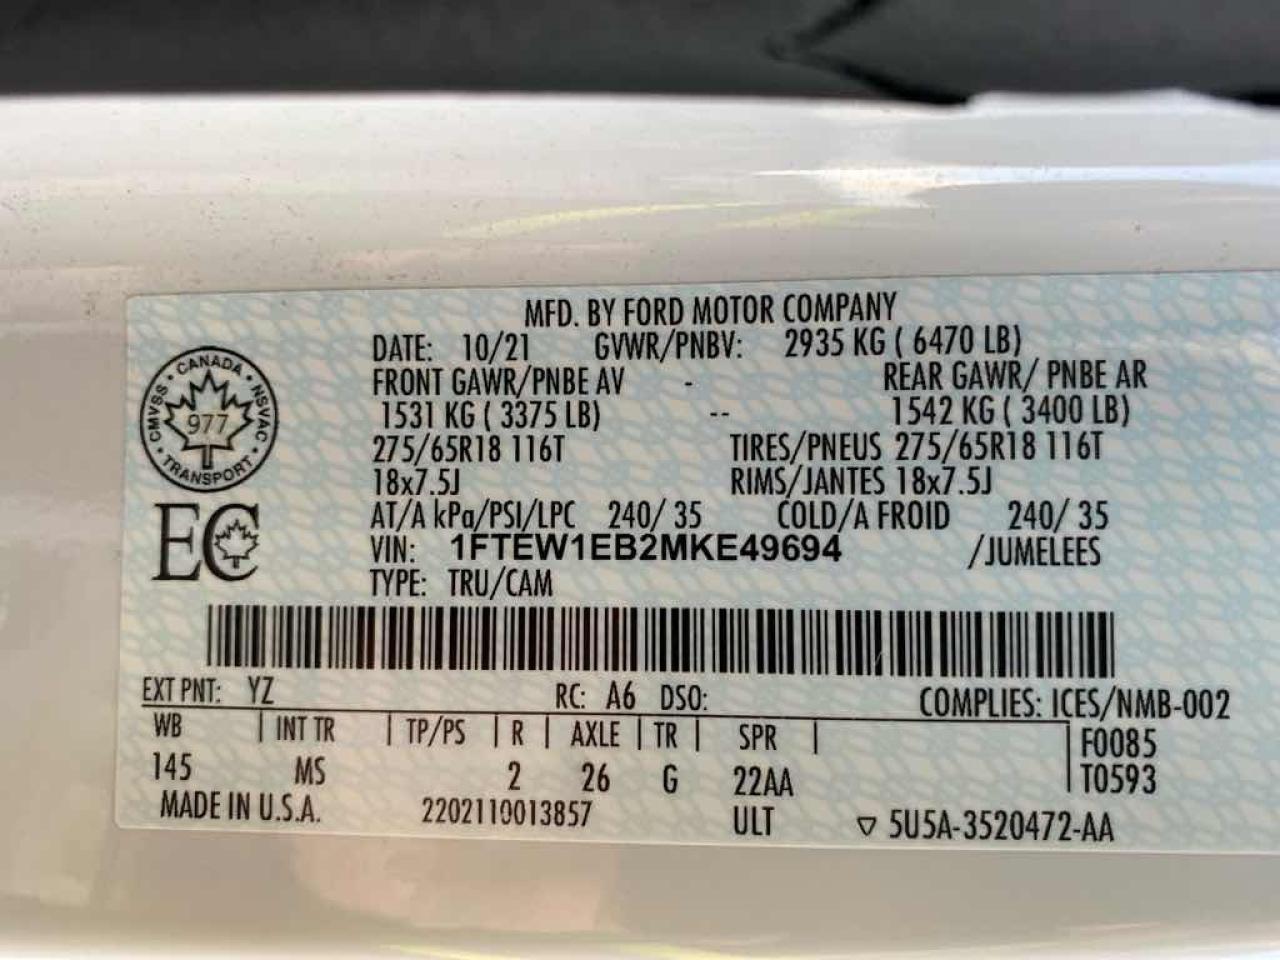 MFD. BY FORD MOTOR COMPANY
DATE: 10/21 GVWR/PNBV: 2935 KG ( 6470 LB)
FRONT GAWR/PNBE AV - REAR GAWR/ PNBE AR
1531 KG ( 3375 LB) -- 1542 KG ( 3400 LB)
275/65R18 116T TIRES/PNEUS 275/65R18 116T
18x7.5J RIMS/JANTES 18x7.5J
AT/A kPa/PSI/LPC 240/ 35 COLD/A FROID 240/ 35
VIN: 1FTEW1EB2MKE49694 /JUMELEES
TYPE: TRU/CAM
CANADA
CMVSS 977 NSVAC
TRANSPORT
EC
EXT PNT: YZ RC: A6 DSO: COMPLIES: ICES/NMB-002
WB | INT TR | TP/PS | R | AXLE | TR | SPR | F0085
145 MS 2 26 G 22AA T0593
MADE IN U.S.A. 2202110013857 ULT ▽ 5U5A-3520472-AA